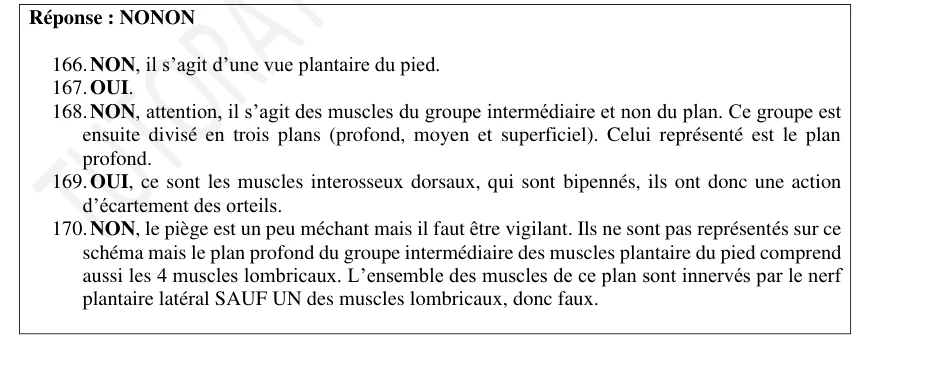 Réponse : NONON
166. NON, il s’agit d’une vue plantaire du pied.
167. OUI.
168. NON, attention, il s’agit des muscles du groupe intermédiaire et non du plan. Ce groupe est
ensuite divisé en trois plans (profond, moyen et superficiel). Celui représenté est le plan
profond.
169. OUI, ce sont les muscles interosseux dorsaux, qui sont bipennés, ils ont donc une action
d’écartement des orteils.
170. NON, le piège est un peu méchant mais il faut être vigilant. Ils ne sont pas représentés sur ce
schéma mais le plan profond du groupe intermédiaire des muscles plantaire du pied comprend
aussi les 4 muscles lombricaux. L’ensemble des muscles de ce plan sont innervés par le nerf
plantaire latéral SAUF UN des muscles lombricaux, donc faux.